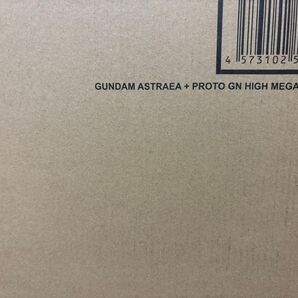 4 573102 5
GUNDAM ASTRAEA + PROTO GN HIGH MEGA